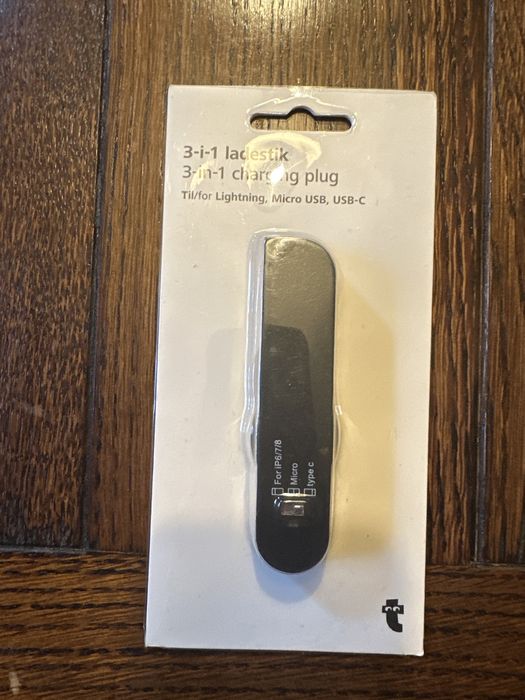 3-i-1 ladestik
3-in-1 charging plug
Til/for Lightning, Micro USB, USB-C
For iP6/7/8
Micro
type c